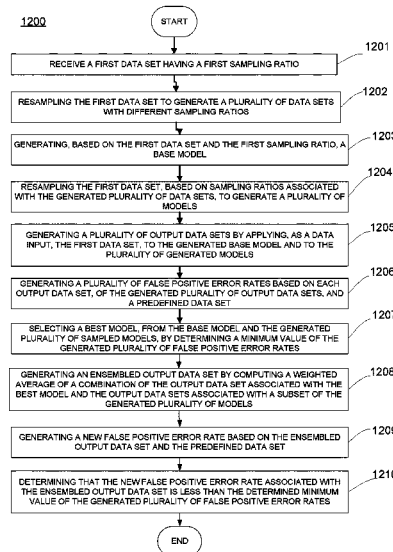 1200
START
1201
RECEIVE A FIRST DATA SET HAVING A FIRST SAMPLING RATIO
1202
RESAMPLING THE FIRST DATA SET TO GENERATE A PLURALITY OF DATA SETS
WITH DIFFERENT SAMPLING RATIOS
1203
GENERATING, BASED ON THE FIRST DATA SET AND THE FIRST SAMPLING RATIO, A
BASE MODEL
1204
RESAMPLING THE FIRST DATA SET, BASED ON SAMPLING RATIOS ASSOCIATED
WITH THE GENERATED PLURALITY OF DATA SETS, TO GENERATE A PLURALITY OF
MODELS
1205
GENERATING A PLURALITY OF OUTPUT DATA SETS BY APPLYING, AS A DATA
INPUT, THE FIRST DATA SET, TO THE GENERATED BASE MODEL AND TO THE
PLURALITY OF GENERATED MODELS
1206
GENERATING A PLURALITY OF FALSE POSITIVE ERROR RATES BASED ON EACH
OUTPUT DATA SET, OF THE GENERATED PLURALITY OF OUTPUT DATA SETS, AND
A PREDEFINED DATA SET
1207
SELECTING A BEST MODEL, FROM THE BASE MODEL AND THE GENERATED
PLURALITY OF SAMPLED MODELS, BY DETERMINING A MINIMUM VALUE OF THE
GENERATED PLURALITY OF FALSE POSITIVE ERROR RATES
1208
GENERATING AN ENSEMBLED OUTPUT DATA SET BY COMPUTING A WEIGHTED
AVERAGE OF A COMBINATION OF THE OUTPUT DATA SET ASSOCIATED WITH THE
BEST MODEL AND THE OUTPUT DATA SETS ASSOCIATED WITH A SUBSET OF THE
GENERATED PLURALITY OF MODELS
1209
GENERATING A NEW FALSE POSITIVE ERROR RATE BASED ON THE ENSEMBLED
OUTPUT DATA SET AND THE PREDEFINED DATA SET
1210
DETERMINING THAT THE NEW FALSE POSITIVE ERROR RATE ASSOCIATED WITH
THE ENSEMBLED OUTPUT DATA SET IS LESS THAN THE DETERMINED MINIMUM
VALUE OF THE GENERATED PLURALITY OF FALSE POSITIVE ERROR RATES
END